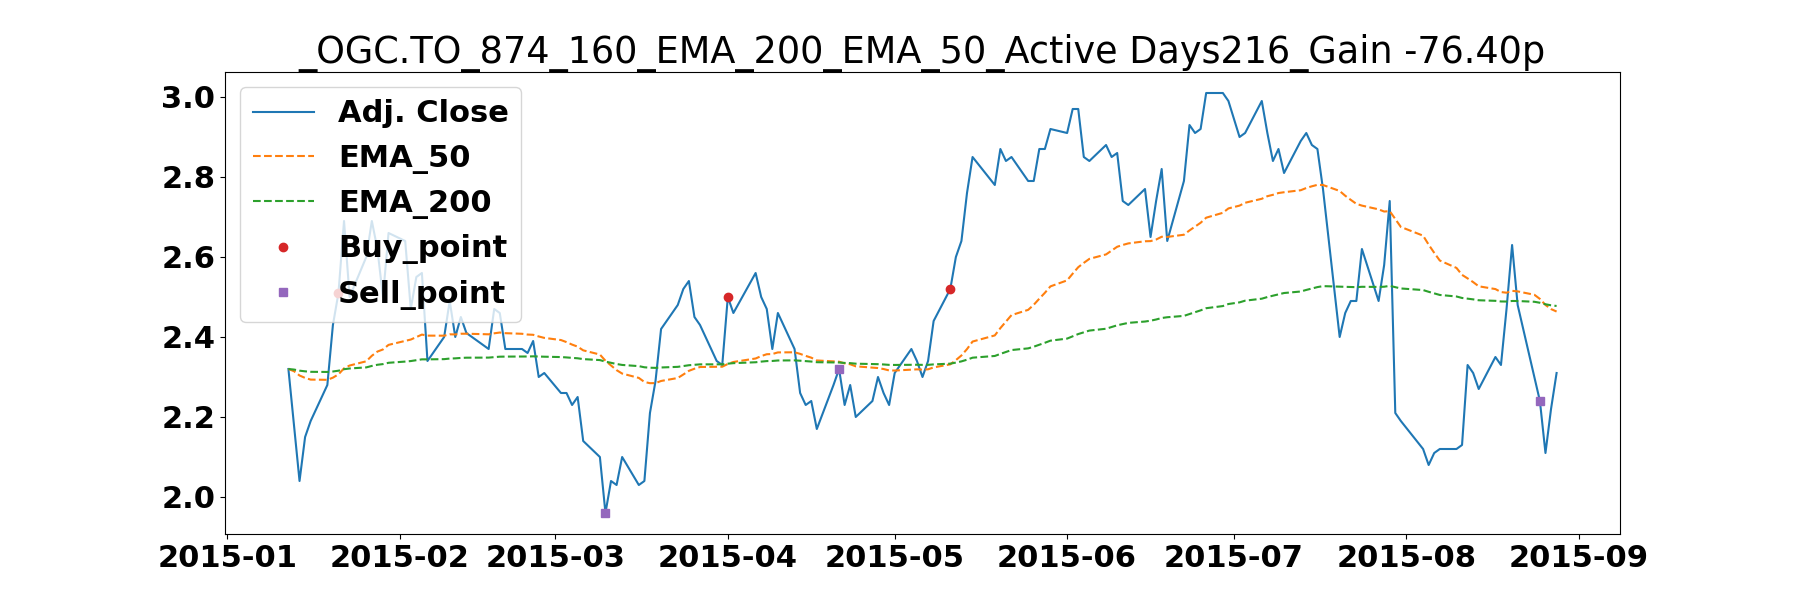 _OGC.TO_874_160_EMA_200_EMA_50_Active Days216_Gain -76.40p
3.0
2.8
2.6
2.4
2.2
2.0
Adj. Close
EMA_50
EMA_200
Buy_point
Sell_point
2015-01 2015-02 2015-03 2015-04 2015-05 2015-06 2015-07 2015-08 2015-09